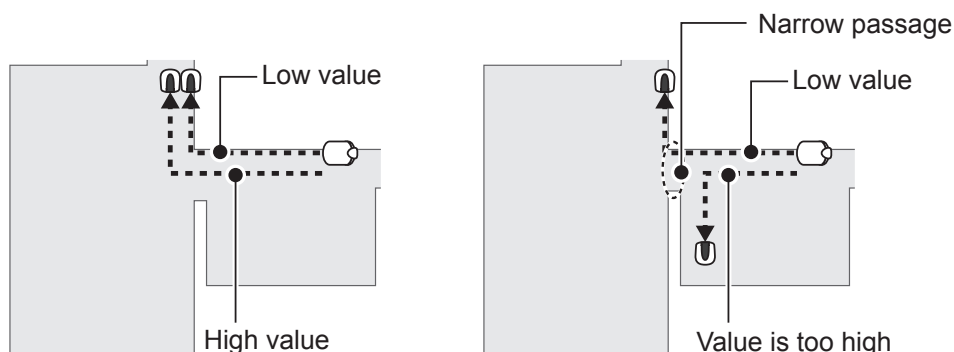 Low value
High value
Narrow passage
Low value
Value is too high